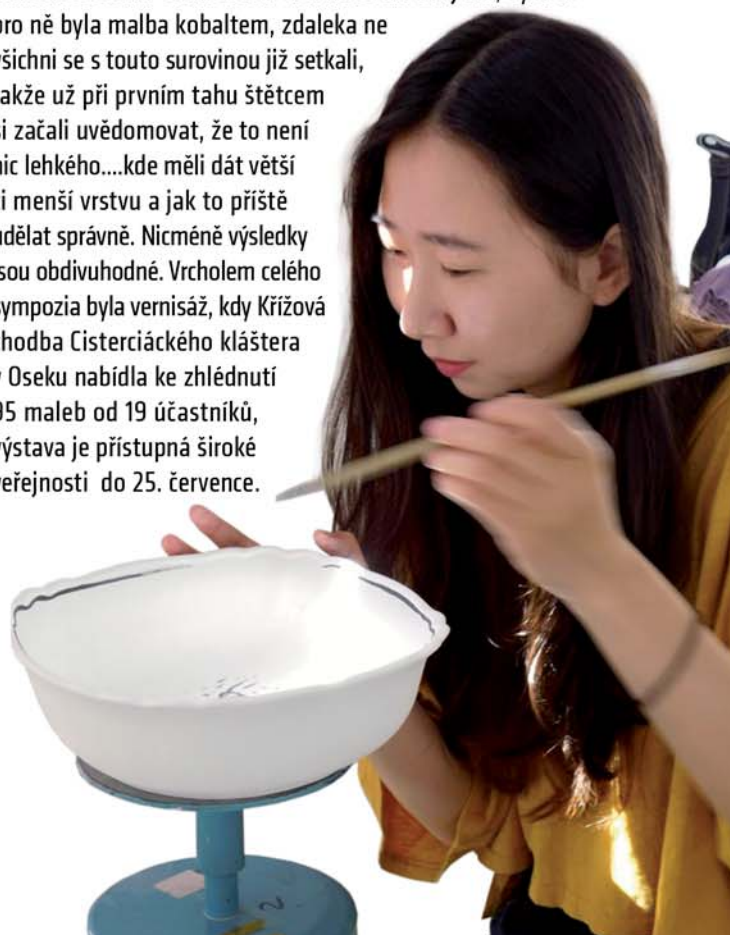 pro ně byla malba kobaltem, zdaleka ne
všichni se s touto surovinou již setkali,
takže už při prvním tahu štětcem
si začali uvědomovat, že to není
nic lehkého....kde měli dát větší
či menší vrstvu a jak to příště
udělat správně. Nicméně výsledky
jsou obdivuhodné. Vrcholem celého
sympozia byla vernisáž, kdy Křížová
chodba Cisterciáckého kláštera
v Oseku nabídla ke zhlédnutí
95 maleb od 19 účastníků,
výstava je přístupná široké
veřejnosti do 25. července.